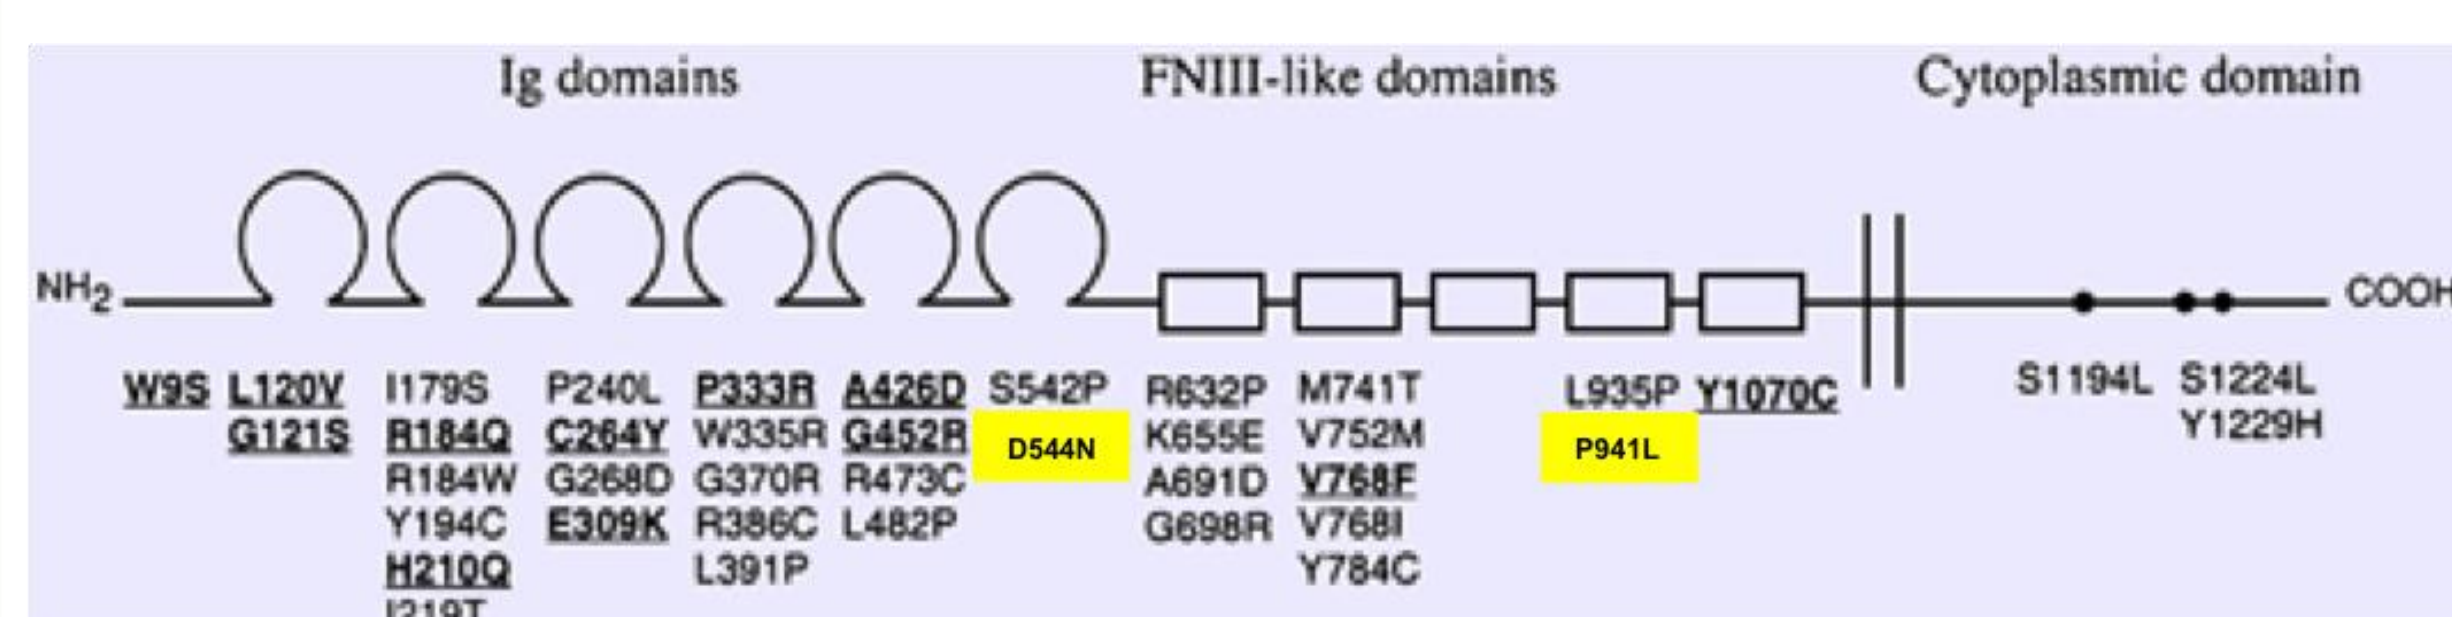 Ig domains FNIII-like domains Cytoplasmic domain
NH2 COOH
W9S L120V I179S P240L P333R A426D S542P R632P M741T L935P Y1070C S1194L S1224L
G121S R184Q C264Y W335R G452R D544N K655E V752M P941L Y1229H
R184W G268D G370R R473C A691D V768F
Y194C E309K R386C L482P G698R V768I
H210Q L391P Y784C
I219T